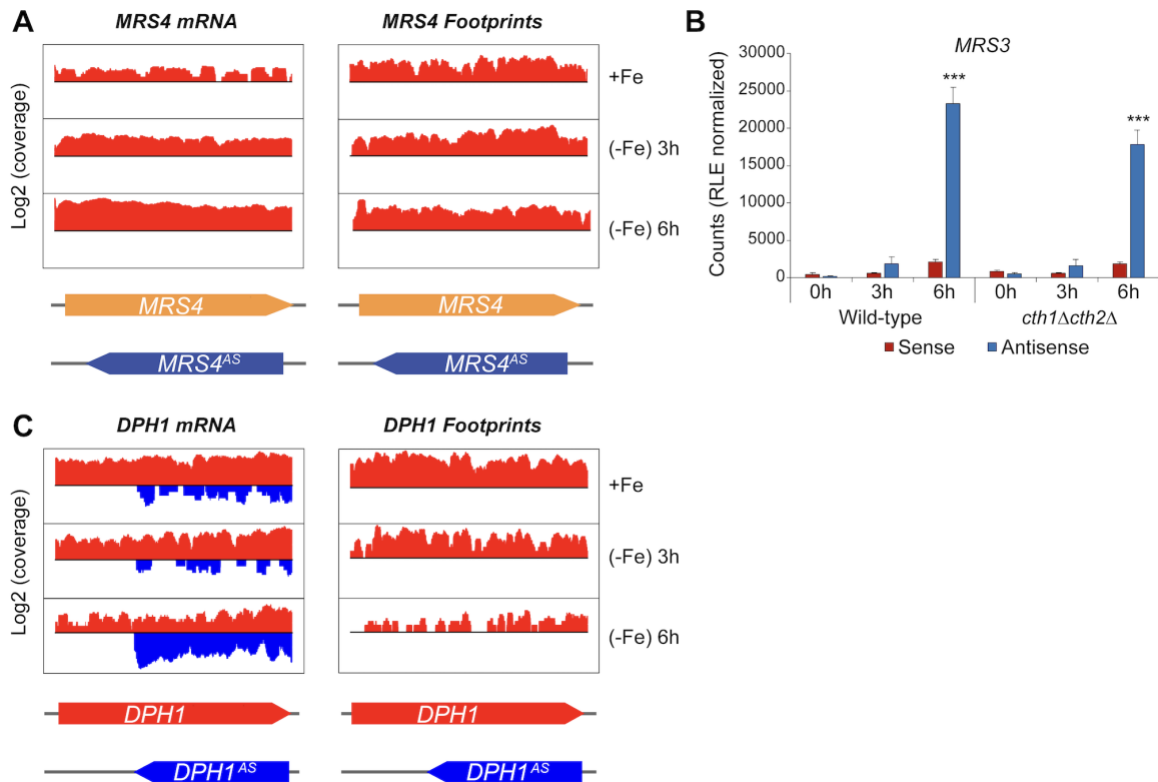 A
MRS4 mRNA
MRS4 Footprints
Log2 (coverage)
+Fe
(-Fe) 3h
(-Fe) 6h
MRS4
MRS4
MRS4AS
MRS4AS
B
MRS3
Counts (RLE normalized)
30000
25000
20000
15000
10000
5000
0
***
***
0h 3h 6h 0h 3h 6h
Wild-type cth1Δcth2Δ
Sense Antisense
C
DPH1 mRNA
DPH1 Footprints
Log2 (coverage)
+Fe
(-Fe) 3h
(-Fe) 6h
DPH1
DPH1
DPH1AS
DPH1AS